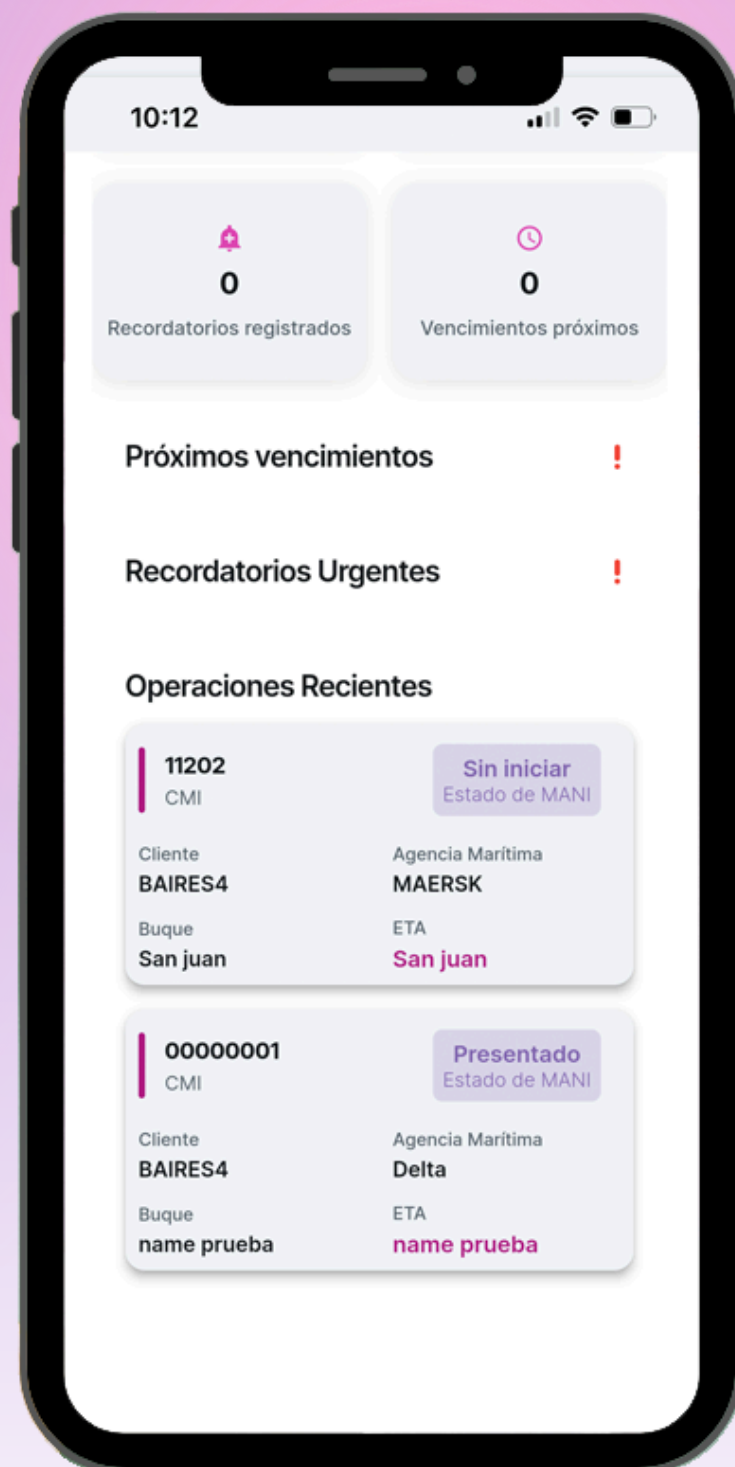 10:12
0
Recordatorios registrados
0
Vencimientos próximos
Próximos vencimientos !
Recordatorios Urgentes !
Operaciones Recientes
11202
CMI
Sin iniciar
Estado de MANI
Cliente
BAIRES4
Agencia Marítima
MAERSK
Buque
San juan
ETA
San juan
00000001
CMI
Presentado
Estado de MANI
Cliente
BAIRES4
Agencia Marítima
Delta
Buque
name prueba
ETA
name prueba